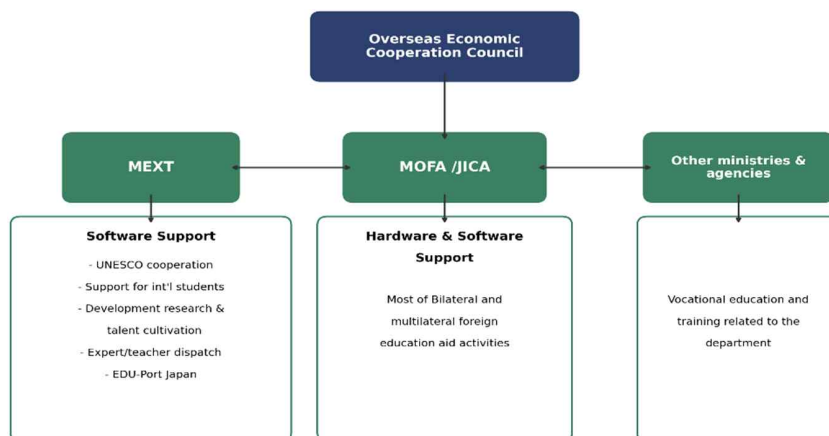 Overseas Economic
Cooperation Council
MEXT
MOFA /JICA
Other ministries &
agencies
Software Support
- UNESCO cooperation
- Support for int'l students
- Development research &
talent cultivation
- Expert/teacher dispatch
- EDU-Port Japan
Hardware & Software
Support
Most of Bilateral and
multilateral foreign
education aid activities
Vocational education and
training related to the
department